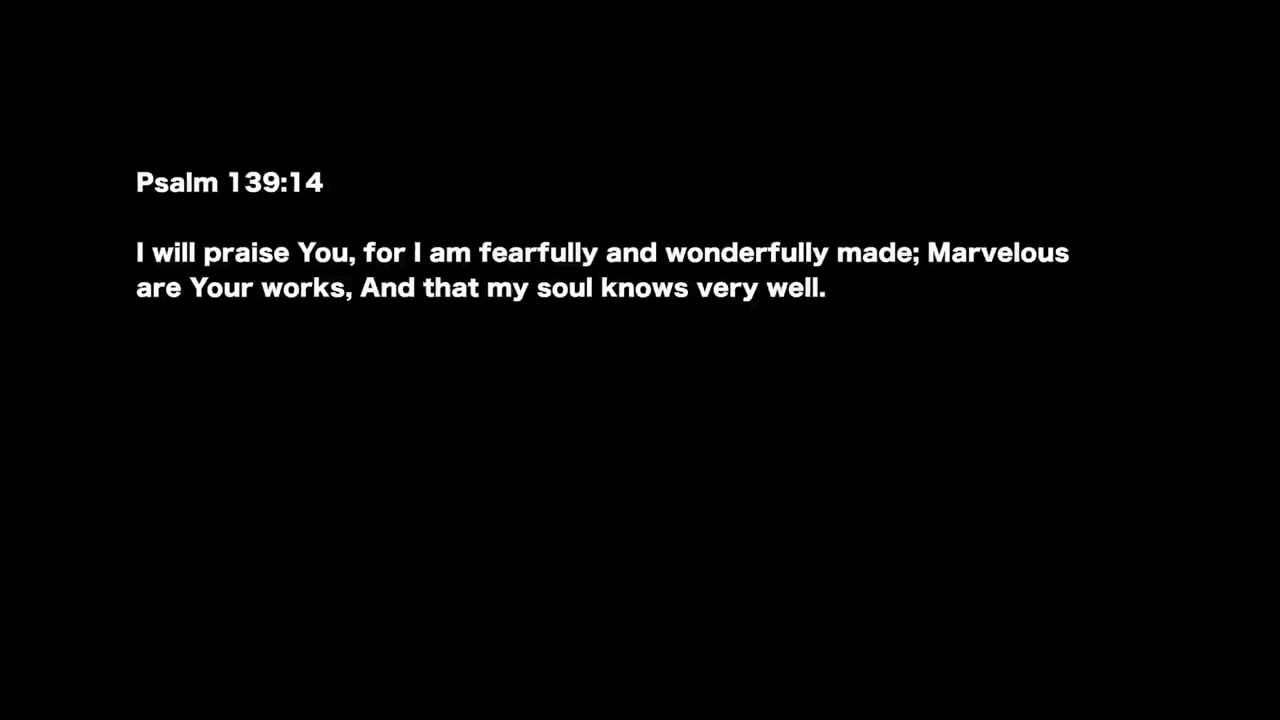 Psalm 139:14
I will praise You, for I am fearfully and wonderfully made; Marvelous
are Your works, And that my soul knows very well.